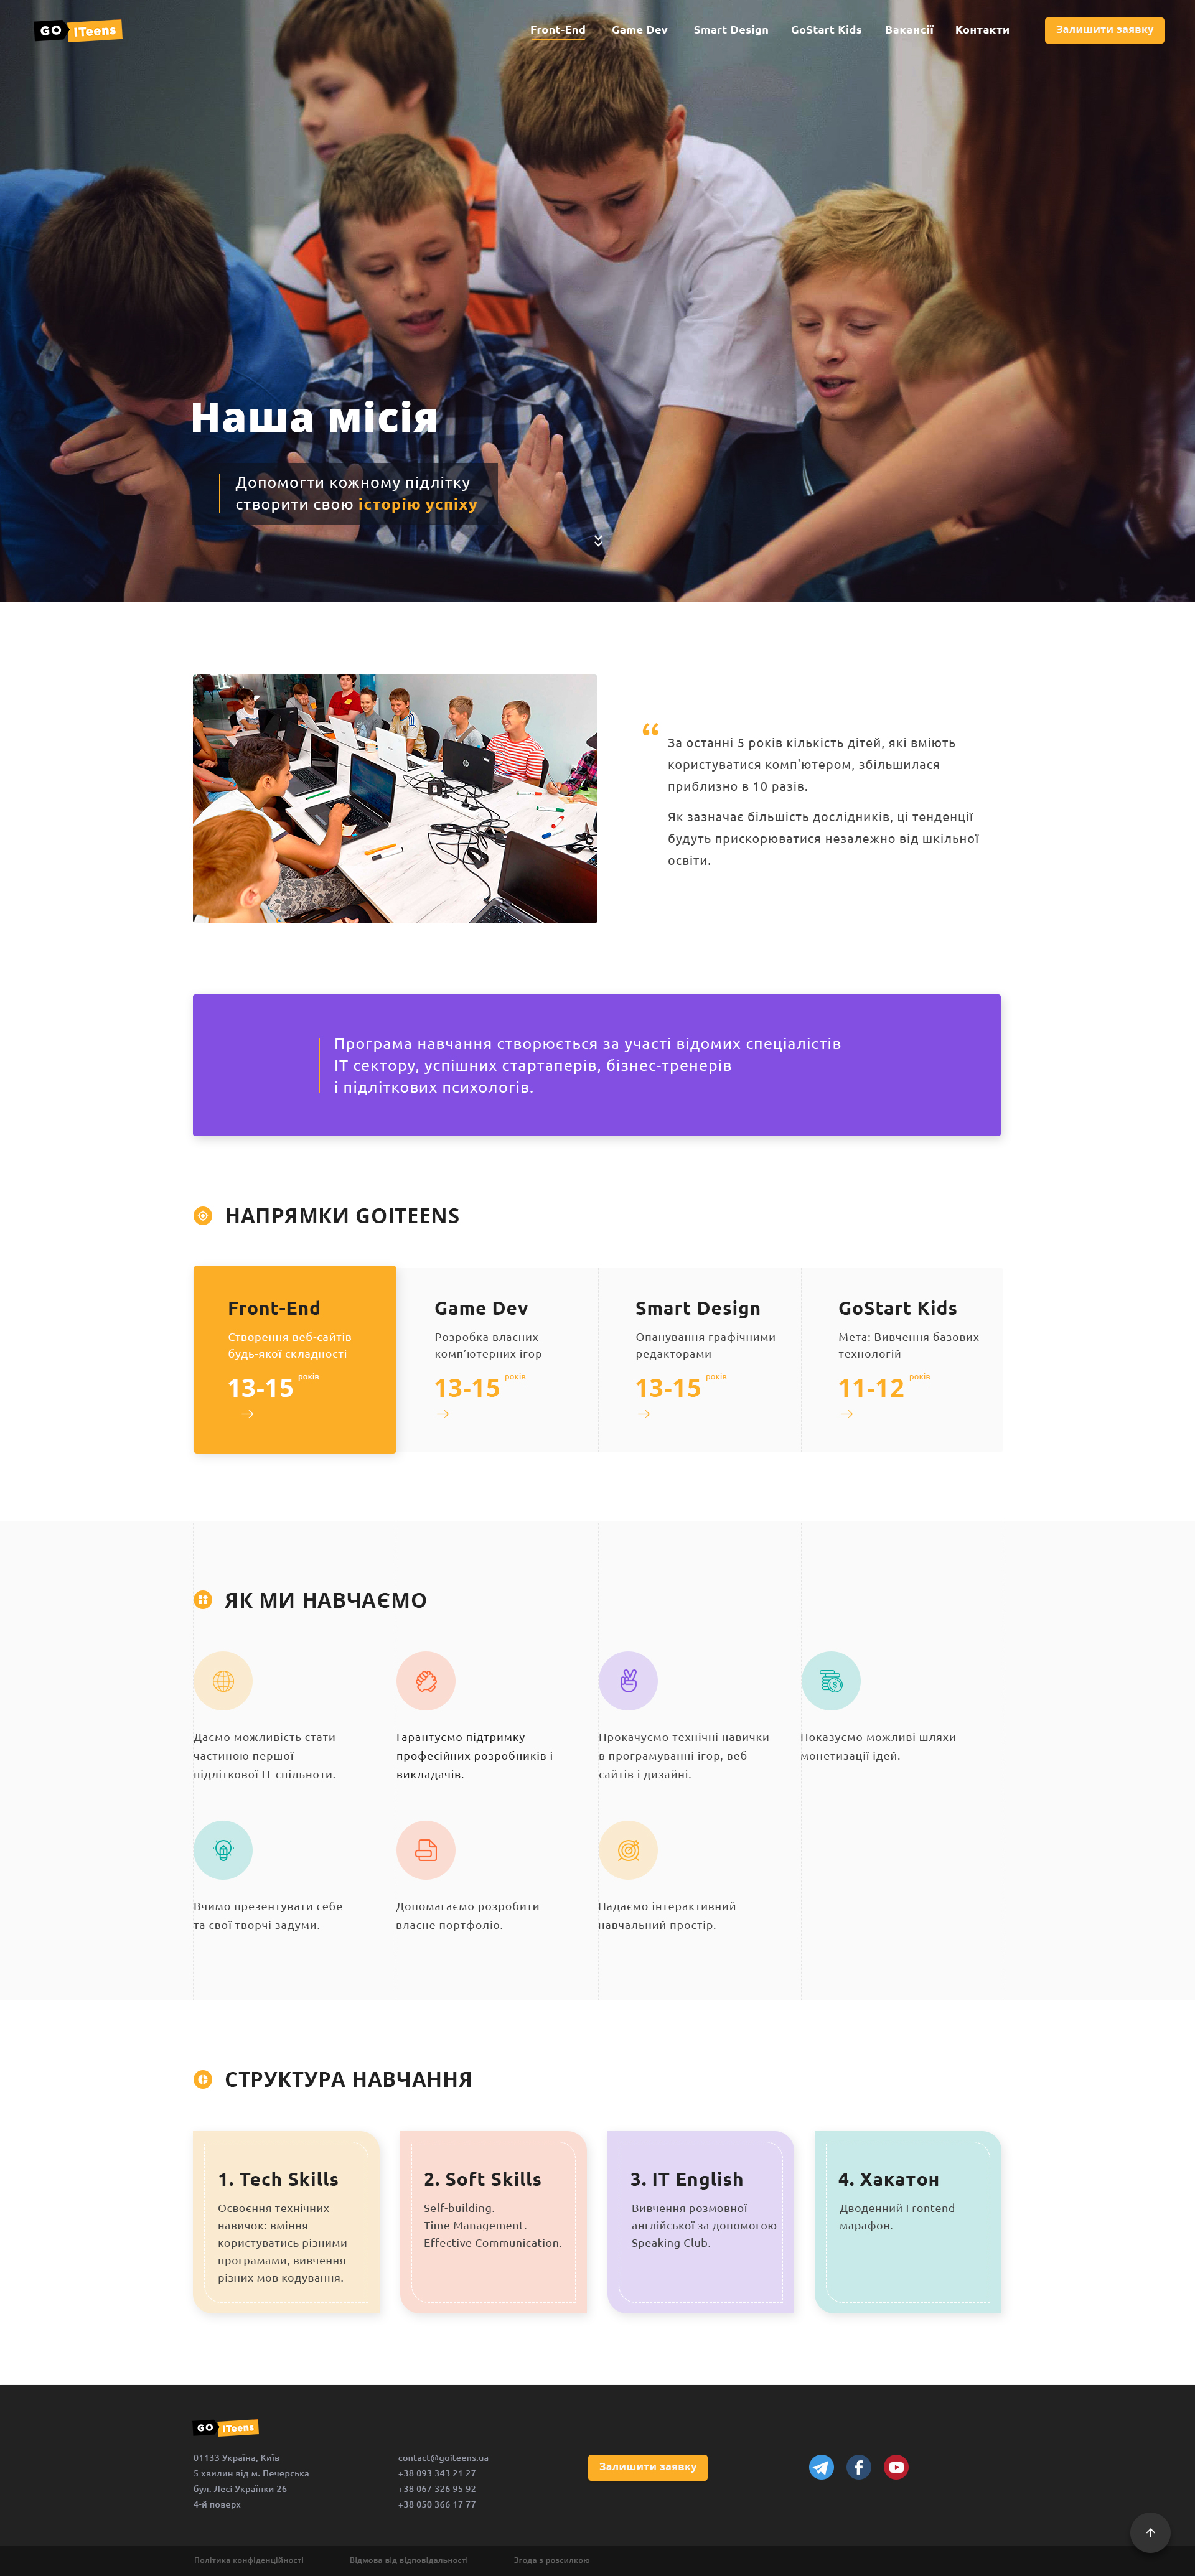 GO ITeens
Front-End Game Dev Smart Design GoStart Kids Вакансії Контакти Залишити заявку
Наша місія
Допомогти кожному підлітку
створити свою історію успіху
“
За останні 5 років кількість дітей, які вміють
користуватися комп'ютером, збільшилася
приблизно в 10 разів.
Як зазначає більшість дослідників, ці тенденції
будуть прискорюватися незалежно від шкільної
освіти.
Програма навчання створюється за участі відомих спеціалістів
IT сектору, успішних стартаперів, бізнес-тренерів
і підліткових психологів.
НАПРЯМКИ GOITEENS
Front-End
Створення веб-сайтів
будь-якої складності
13-15 років
Game Dev
Розробка власних
комп'ютерних ігор
13-15 років
Smart Design
Опанування графічними
редакторами
13-15 років
GoStart Kids
Мета: Вивчення базових
технологій
11-12 років
ЯК МИ НАВЧАЄМО
Даємо можливість стати
частиною першої
підліткової IT-спільноти.
Гарантуємо підтримку
професійних розробників і
викладачів.
Прокачуємо технічні навички
в програмуванні ігор, веб
сайтів і дизайні.
Показуємо можливі шляхи
монетизації ідей.
Вчимо презентувати себе
та свої творчі задуми.
Допомагаємо розробити
власне портфоліо.
Надаємо інтерактивний
навчальний простір.
СТРУКТУРА НАВЧАННЯ
1. Tech Skills
Освоєння технічних
навичок: вміння
користуватись різними
програмами, вивчення
різних мов кодування.
2. Soft Skills
Self-building.
Time Management.
Effective Communication.
3. IT English
Вивчення розмовної
англійської за допомогою
Speaking Club.
4. Хакатон
Дводенний Frontend
марафон.
GO ITeens
01133 Україна, Київ
5 хвилин від м. Печерська
бул. Лесі Українки 26
4-й поверх
contact@goiteens.ua
+38 093 343 21 27
+38 067 326 95 92
+38 050 366 17 77
Залишити заявку
Політика конфіденційності Відмова від відповідальності Згода з розсилкою